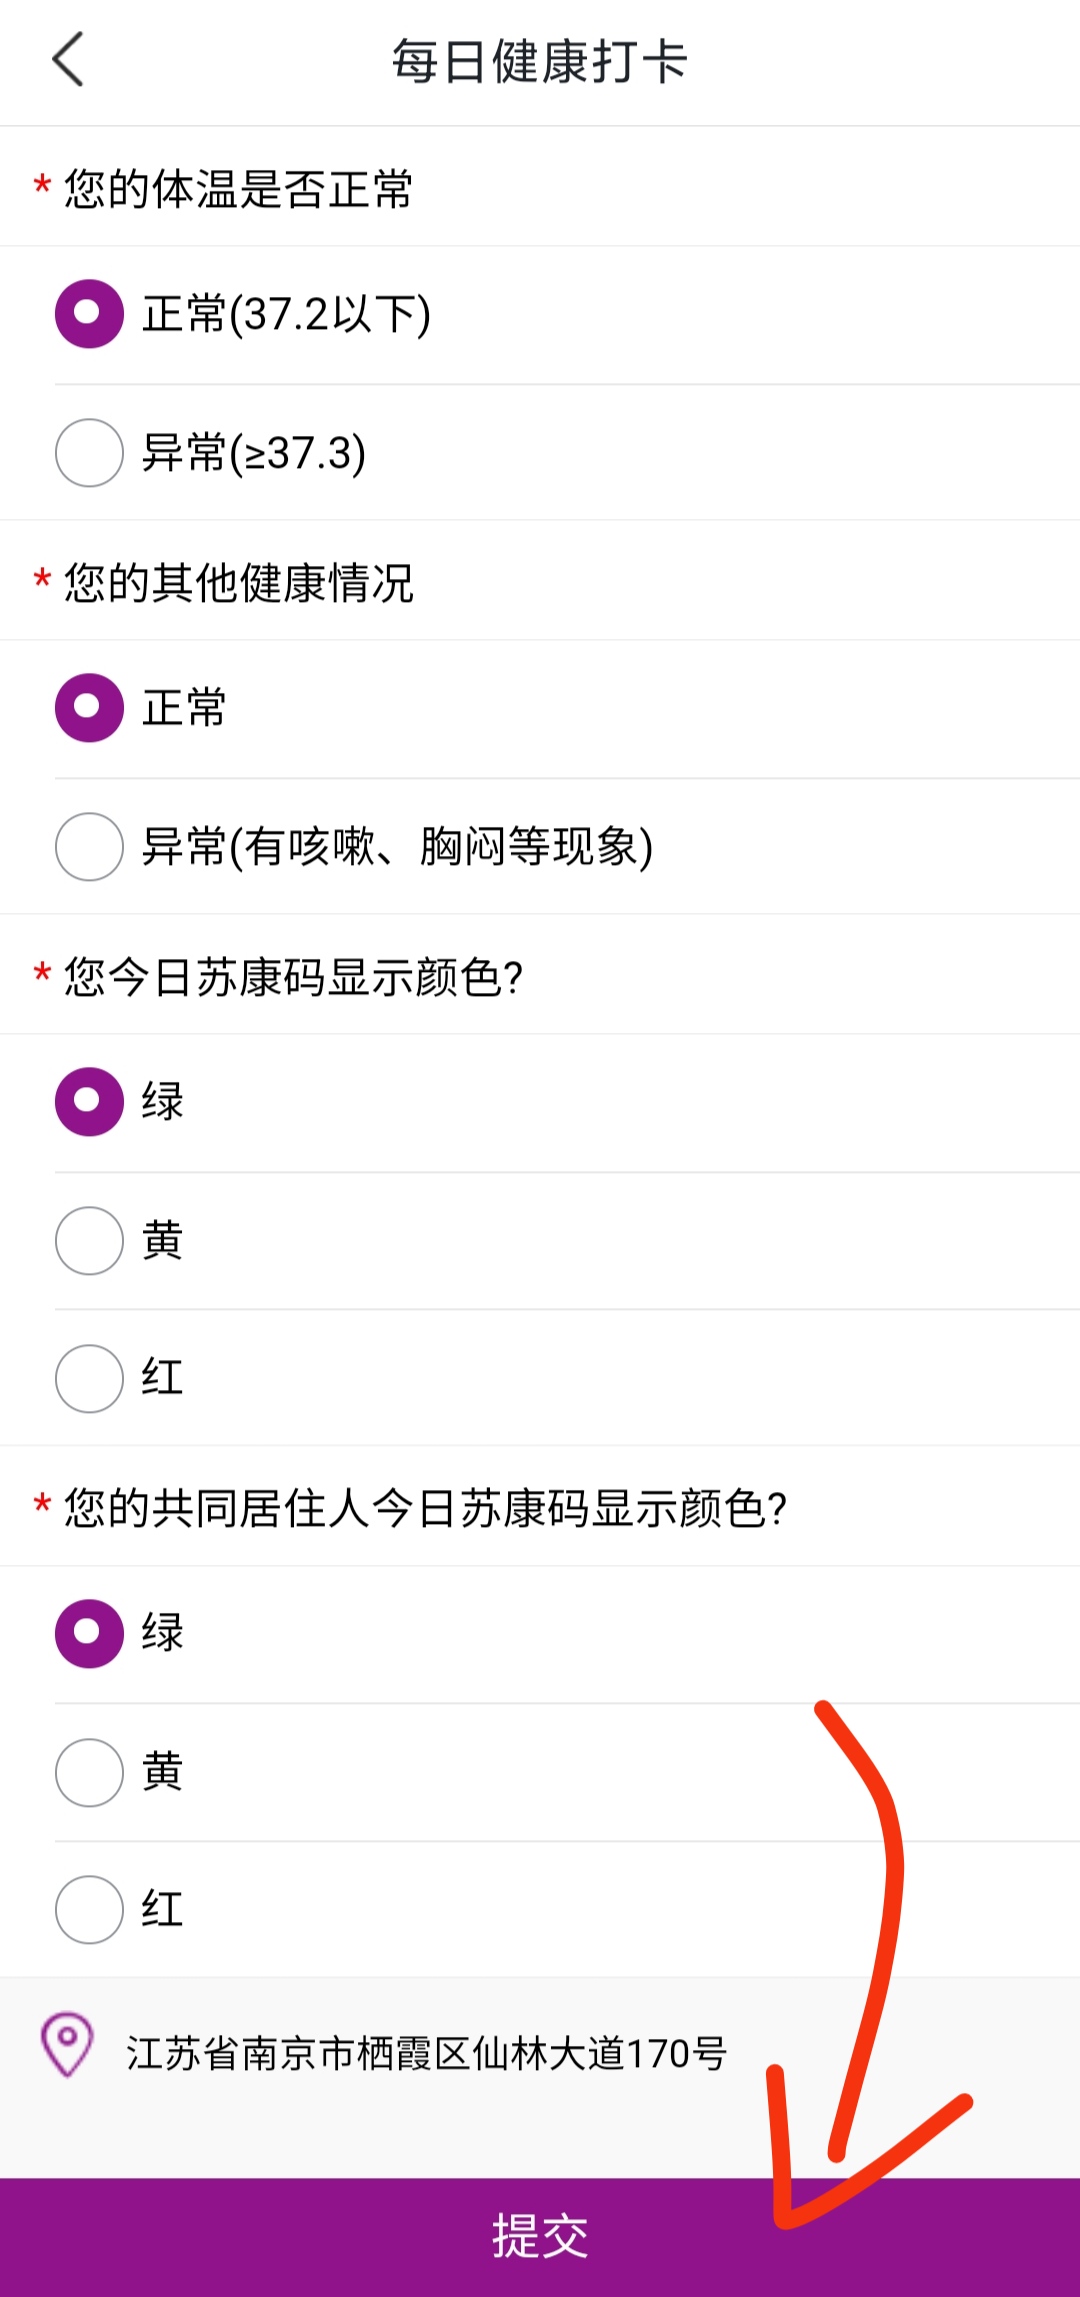 每日健康打卡
* 您的体温是否正常
正常(37.2以下)
异常(≥37.3)
* 您的其他健康情况
正常
异常(有咳嗽、胸闷等现象)
* 您今日苏康码显示颜色?
绿
黄
红
* 您的共同居住人今日苏康码显示颜色?
绿
黄
红
江苏省南京市栖霞区仙林大道170号
提交